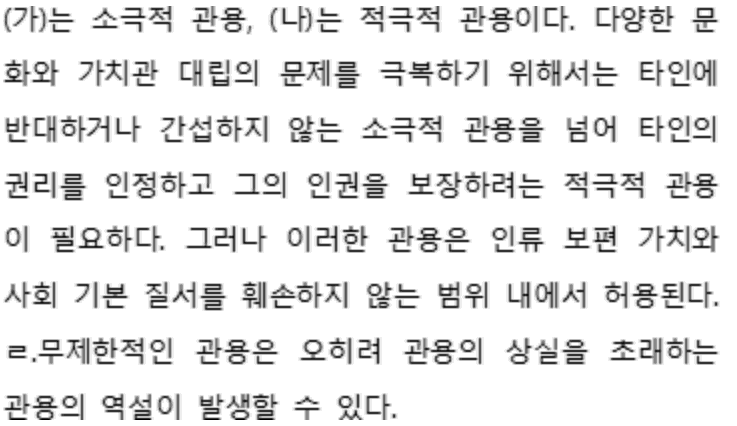 (가)는 소극적 관용, (나)는 적극적 관용이다. 다양한 문
화와 가치관 대립의 문제를 극복하기 위해서는 타인에
반대하거나 간섭하지 않는 소극적 관용을 넘어 타인의
권리를 인정하고 그의 인권을 보장하려는 적극적 관용
이 필요하다. 그러나 이러한 관용은 인류 보편 가치와
사회 기본 질서를 훼손하지 않는 범위 내에서 허용된다.
ㄹ.무제한적인 관용은 오히려 관용의 상실을 초래하는
관용의 역설이 발생할 수 있다.